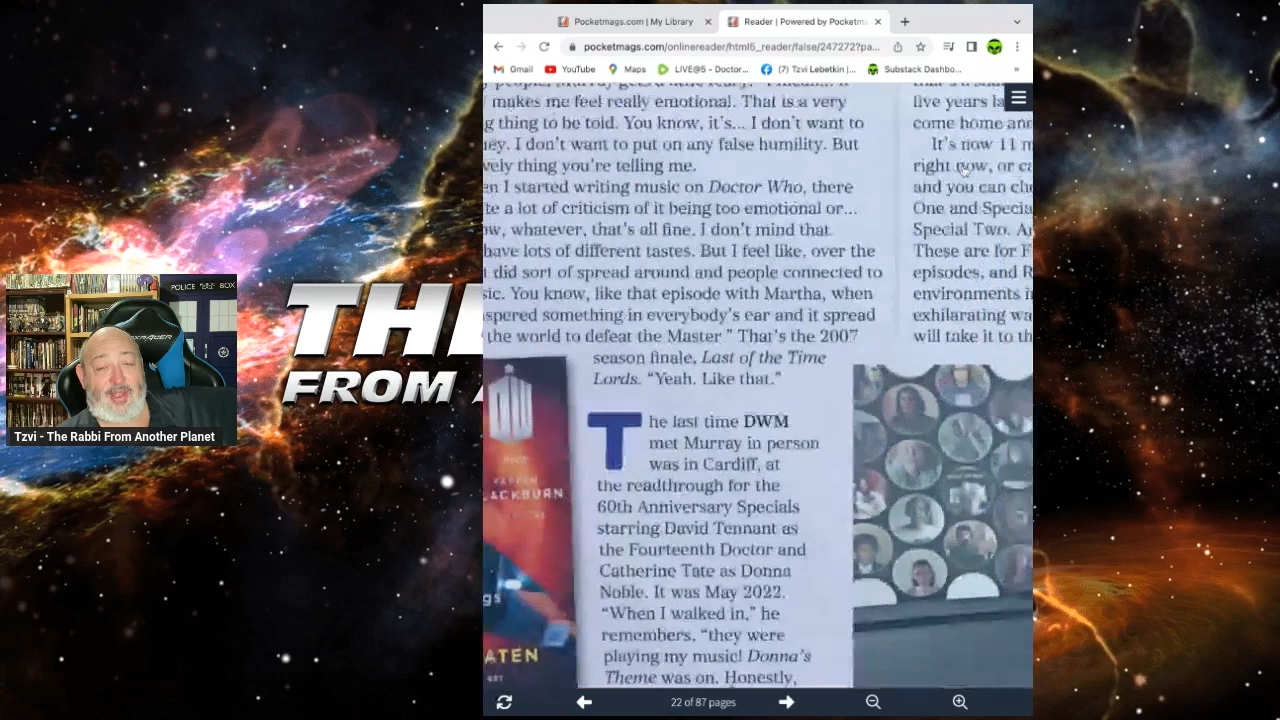 Pocketmags.com | My Library
Reader | Powered by Pocketm
pocketmags.com/onlinereader/html5_reader/false/247272?pa...
Gmail
YouTube
Maps
LIVE@5 - Doctor...
(7) Tzvi Lebetkin |...
Substack Dashbo...
»
makes me feel really emotional. That is a very
g thing to be told. You know, it's... I don't want to
ey. I don't want to put on any false humility. But
vely thing you're telling me.
en I started writing music on Doctor Who, there
te a lot of criticism of it being too emotional or...
ow, whatever, that's all fine. I don't mind that.
have lots of different tastes. But I feel like, over the
did sort of spread around and people connected to
sic. You know, like that episode with Martha, when
spered something in everybody's ear and it spread
the world to defeat the Master." That's the 2007
season finale, Last of the Time
Lords. "Yeah. Like that."
The last time DWM
met Murray in person
was in Cardiff, at
the readthrough for the
60th Anniversary Specials
starring David Tennant as
the Fourteenth Doctor and
Catherine Tate as Donna
Noble. It was May 2022.
"When I walked in," he
remembers, "they were
playing my music! Donna's
Theme was on. Honestly,
five years la
come home and
It's now 11 m
right now, or ca
and you can che
One and Specia
Special Two. An
These are for F
episodes, and R
environments i
exhilarating wa
will take it to th
LACKBURN
gs
ATEN
22 of 87 pages
POLICE
BOX
DXRACER
Tzvi - The Rabbi From Another Planet
THE
FROM A